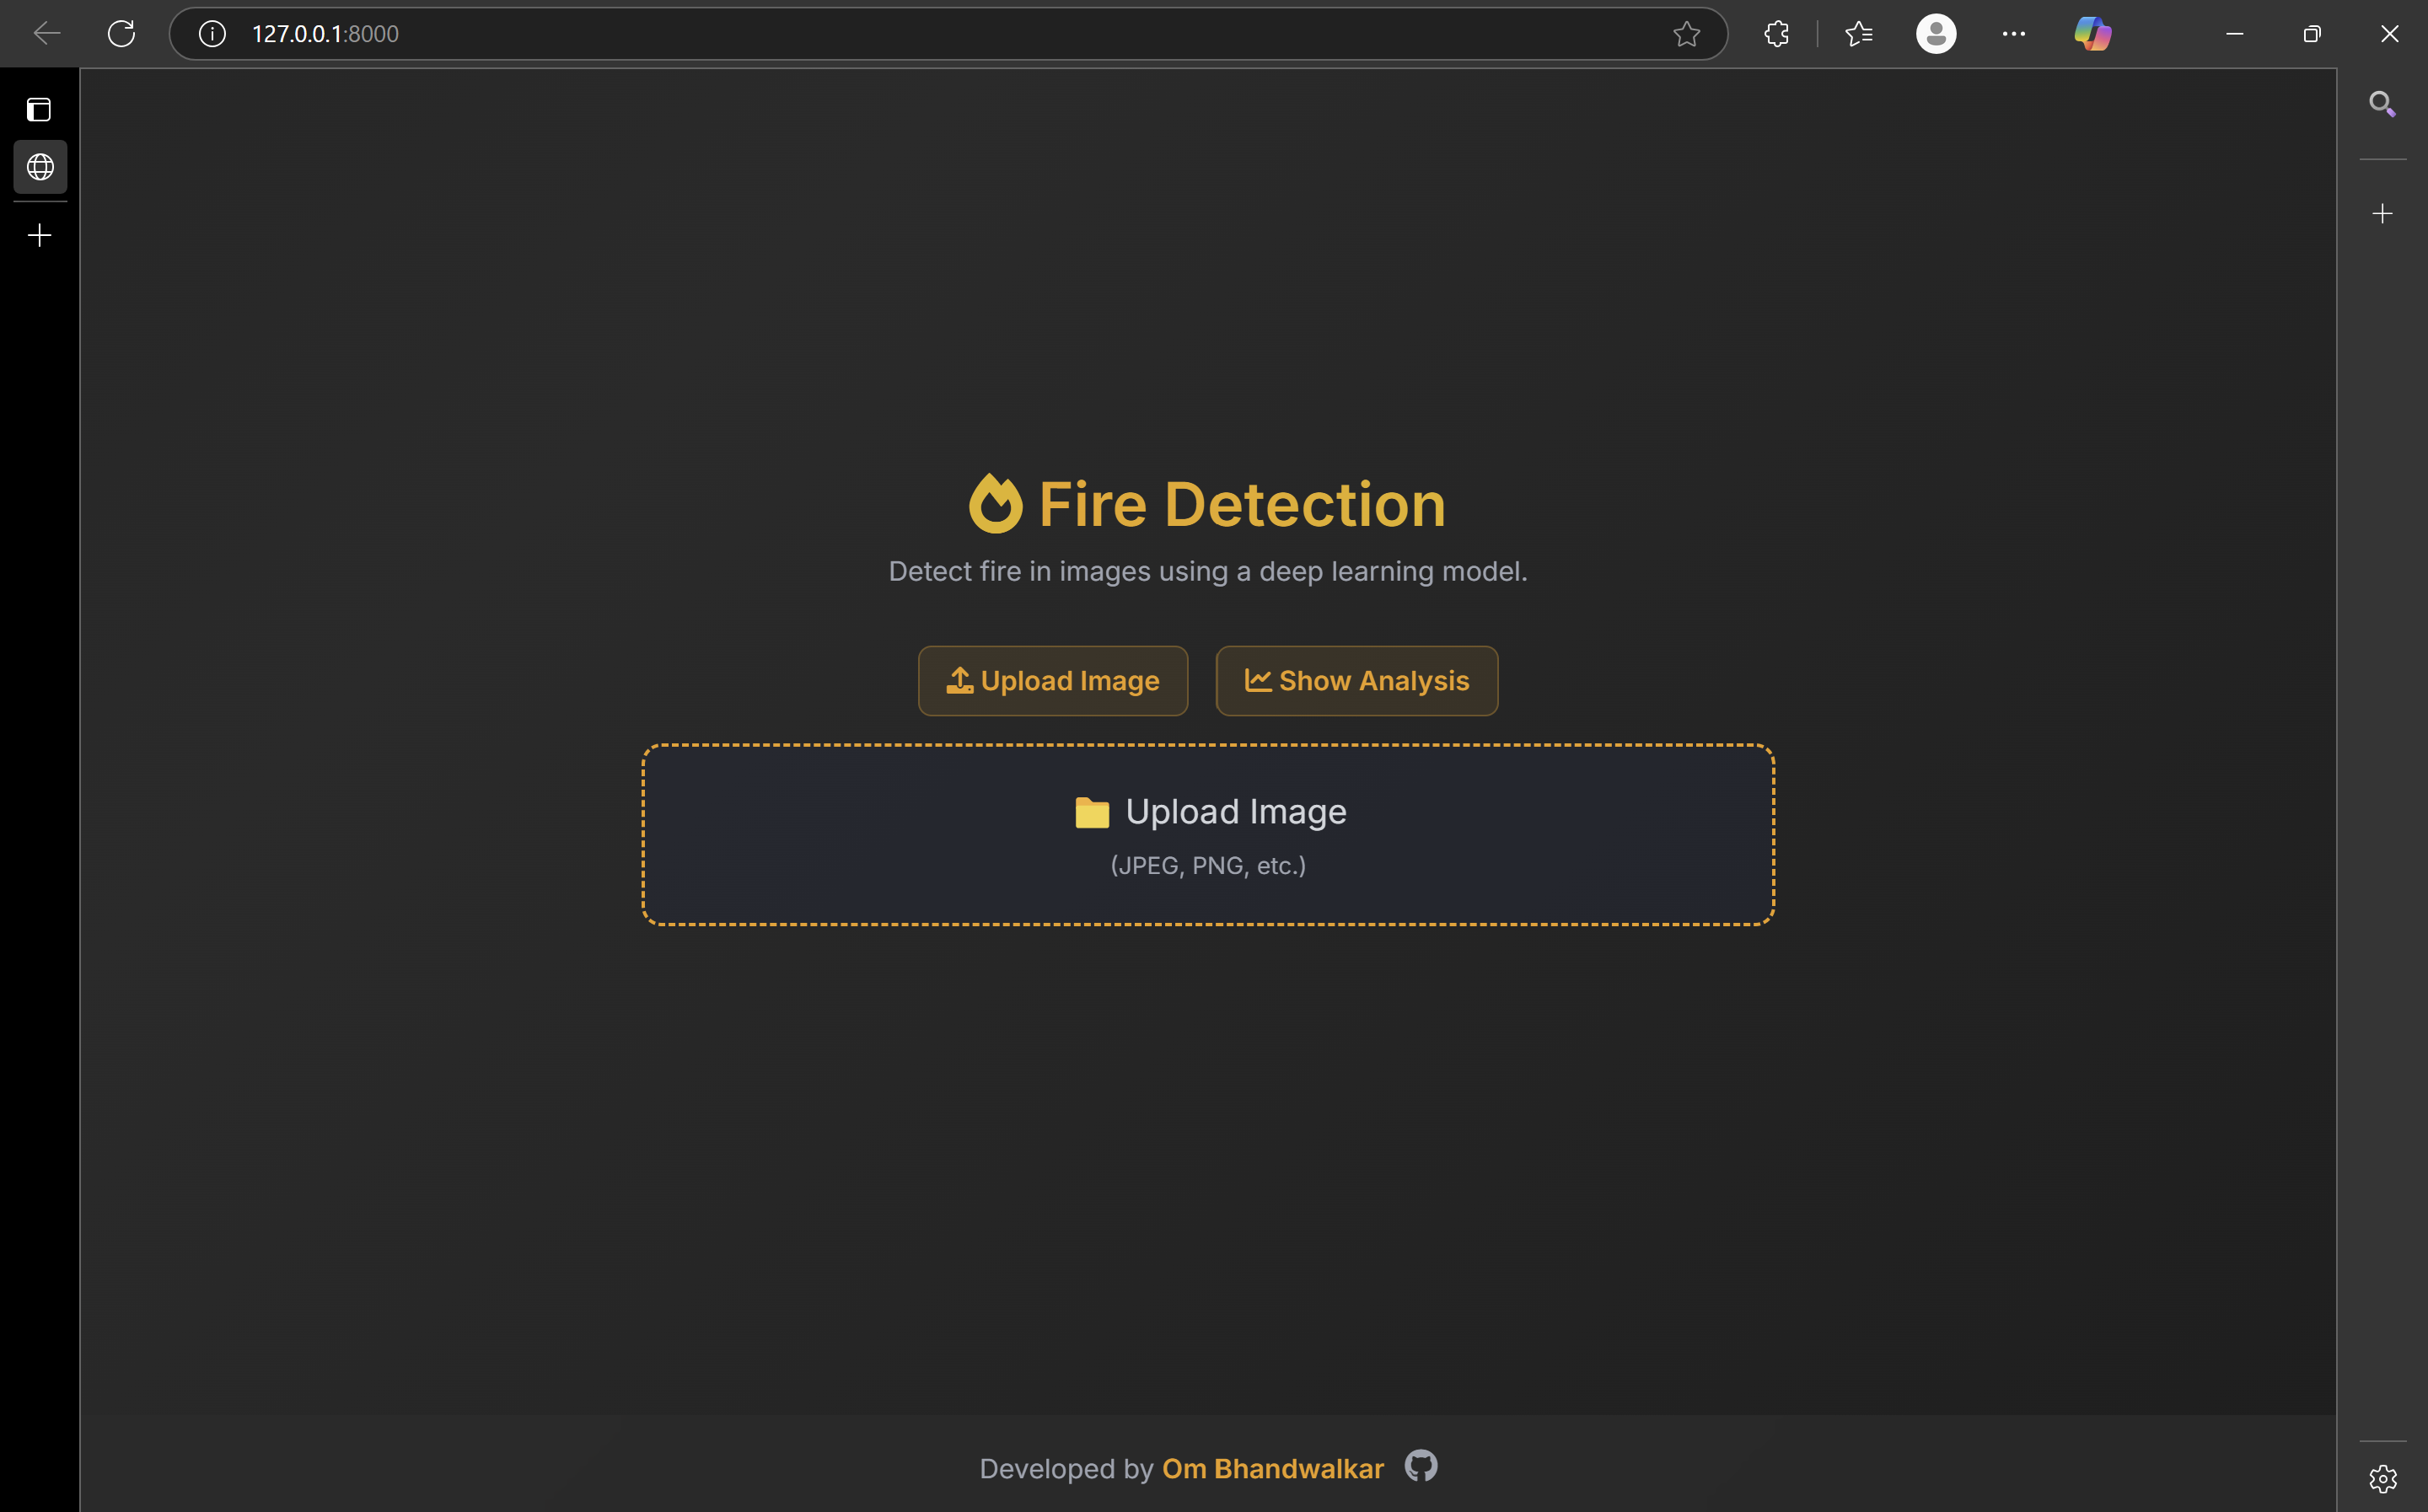 127.0.0.1:8000
Fire Detection
Detect fire in images using a deep learning model.
Upload Image
Show Analysis
Upload Image
(JPEG, PNG, etc.)
Developed by Om Bhandwalkar